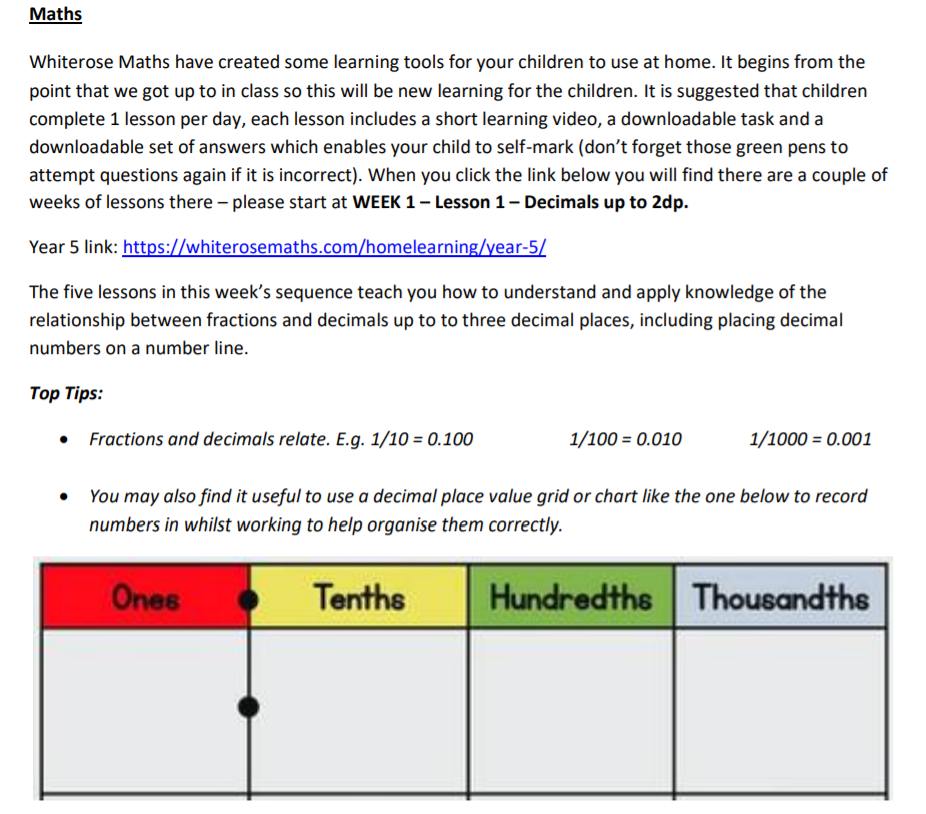 Maths
Whiterose Maths have created some learning tools for your children to use at home. It begins from the
point that we got up to in class so this will be new learning for the children. It is suggested that children
complete 1 lesson per day, each lesson includes a short learning video, a downloadable task and a
downloadable set of answers which enables your child to self-mark (don’t forget those green pens to
attempt questions again if it is incorrect). When you click the link below you will find there are a couple of
weeks of lessons there – please start at WEEK 1 – Lesson 1 – Decimals up to 2dp.
Year 5 link: https://whiterosemaths.com/homelearning/year-5/
The five lessons in this week’s sequence teach you how to understand and apply knowledge of the
relationship between fractions and decimals up to to three decimal places, including placing decimal
numbers on a number line.
Top Tips:
• Fractions and decimals relate. E.g. 1/10 = 0.100 1/100 = 0.010 1/1000 = 0.001
• You may also find it useful to use a decimal place value grid or chart like the one below to record
numbers in whilst working to help organise them correctly.
Ones Tenths Hundredths Thousandths